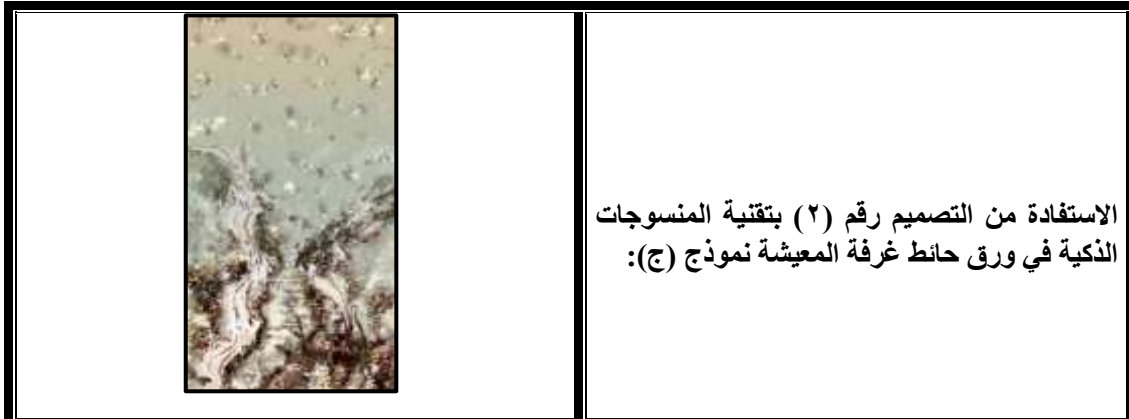 الاستفادة من التصميم رقم (٢) بتقنية المنسوجات
الذكية في ورق حائط غرفة المعيشة نموذج (ج):